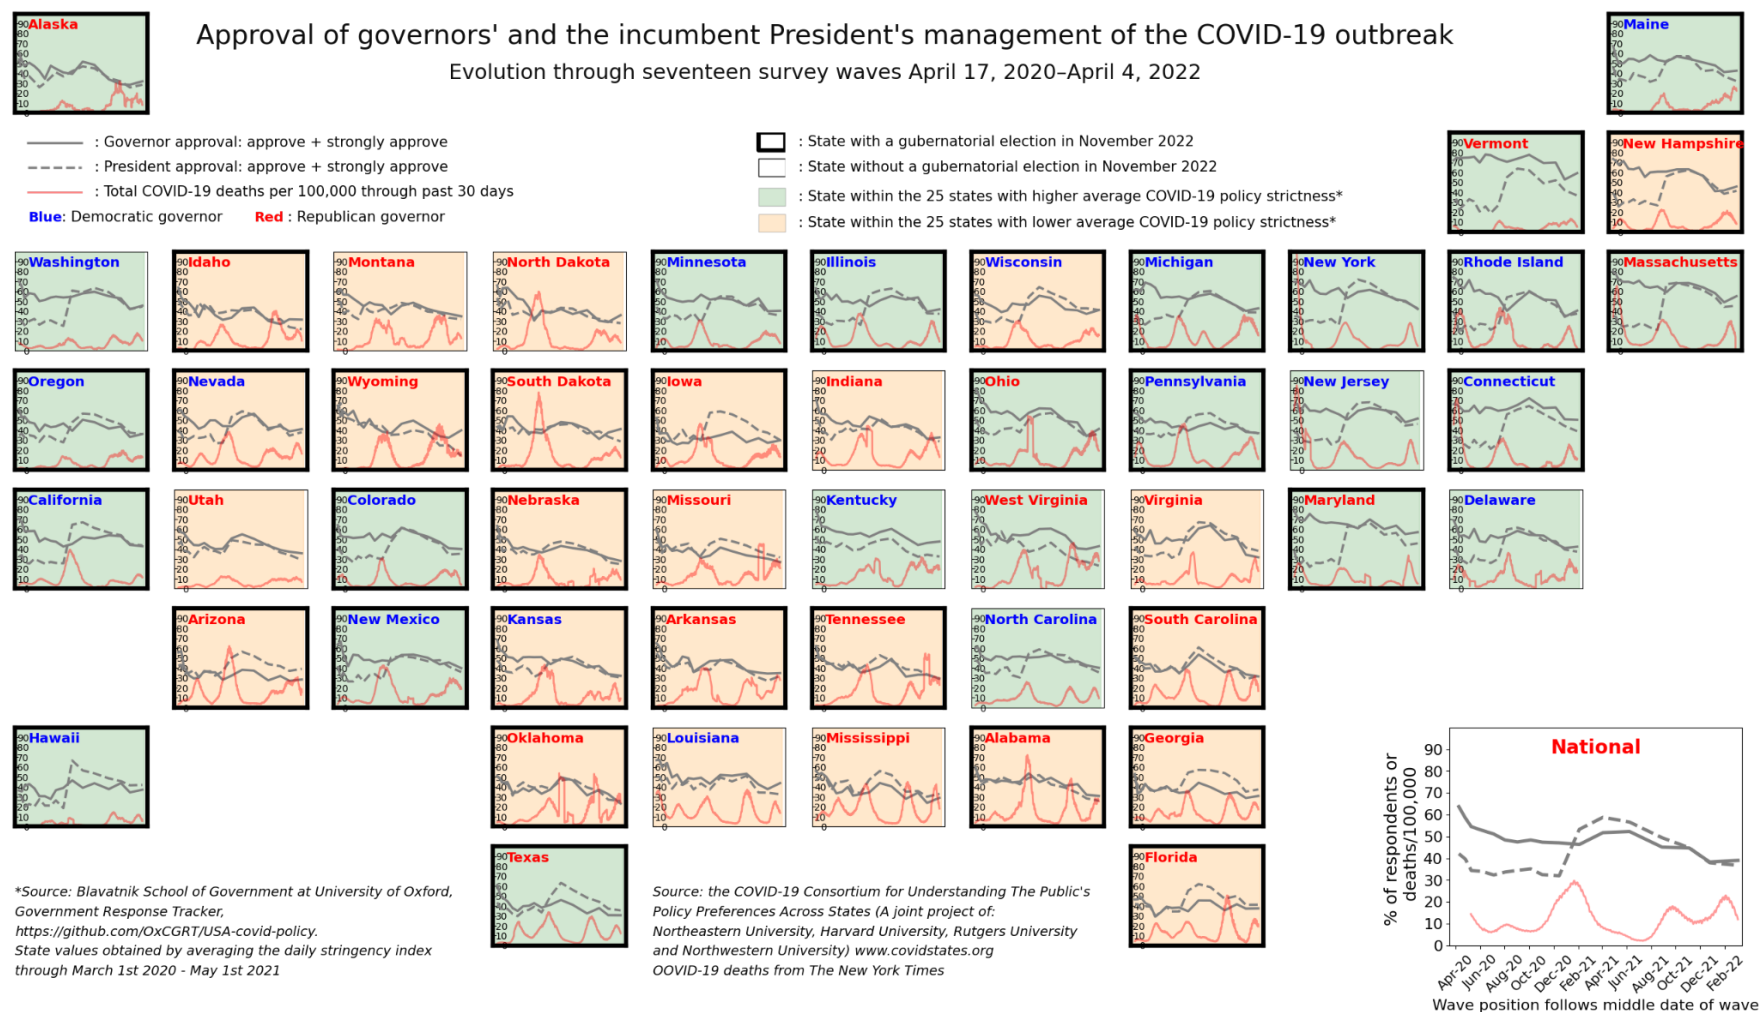 Approval of governors' and the incumbent President's management of the COVID-19 outbreak
Evolution through seventeen survey waves April 17, 2020–April 4, 2022
Alaska
Maine
: Governor approval: approve + strongly approve
: President approval: approve + strongly approve
: Total COVID-19 deaths per 100,000 through past 30 days
Blue: Democratic governor Red : Republican governor
: State with a gubernatorial election in November 2022
: State without a gubernatorial election in November 2022
: State within the 25 states with higher average COVID-19 policy strictness*
: State within the 25 states with lower average COVID-19 policy strictness*
Vermont
New Hampshire
Washington
Idaho
Montana
North Dakota
Minnesota
Illinois
Wisconsin
Michigan
New York
Rhode Island
Massachusetts
Oregon
Nevada
Wyoming
South Dakota
Iowa
Indiana
Ohio
Pennsylvania
New Jersey
Connecticut
California
Utah
Colorado
Nebraska
Missouri
Kentucky
West Virginia
Virginia
Maryland
Delaware
Arizona
New Mexico
Kansas
Arkansas
Tennessee
North Carolina
South Carolina
Hawaii
Oklahoma
Louisiana
Mississippi
Alabama
Georgia
Texas
Florida
*Source: Blavatnik School of Government at University of Oxford,
Government Response Tracker,
https://github.com/OxCGRT/USA-covid-policy.
State values obtained by averaging the daily stringency index
through March 1st 2020 - May 1st 2021
Source: the COVID-19 Consortium for Understanding The Public's
Policy Preferences Across States (A joint project of:
Northeastern University, Harvard University, Rutgers University
and Northwestern University) www.covidstates.org
OOVID-19 deaths from The New York Times
National
% of respondents or
deaths/100,000
90
80
70
60
50
40
30
20
10
0
Apr-20
Jun-20
Aug-20
Oct-20
Dec-20
Feb-21
Apr-21
Jun-21
Aug-21
Oct-21
Dec-21
Feb-22
Wave position follows middle date of wave